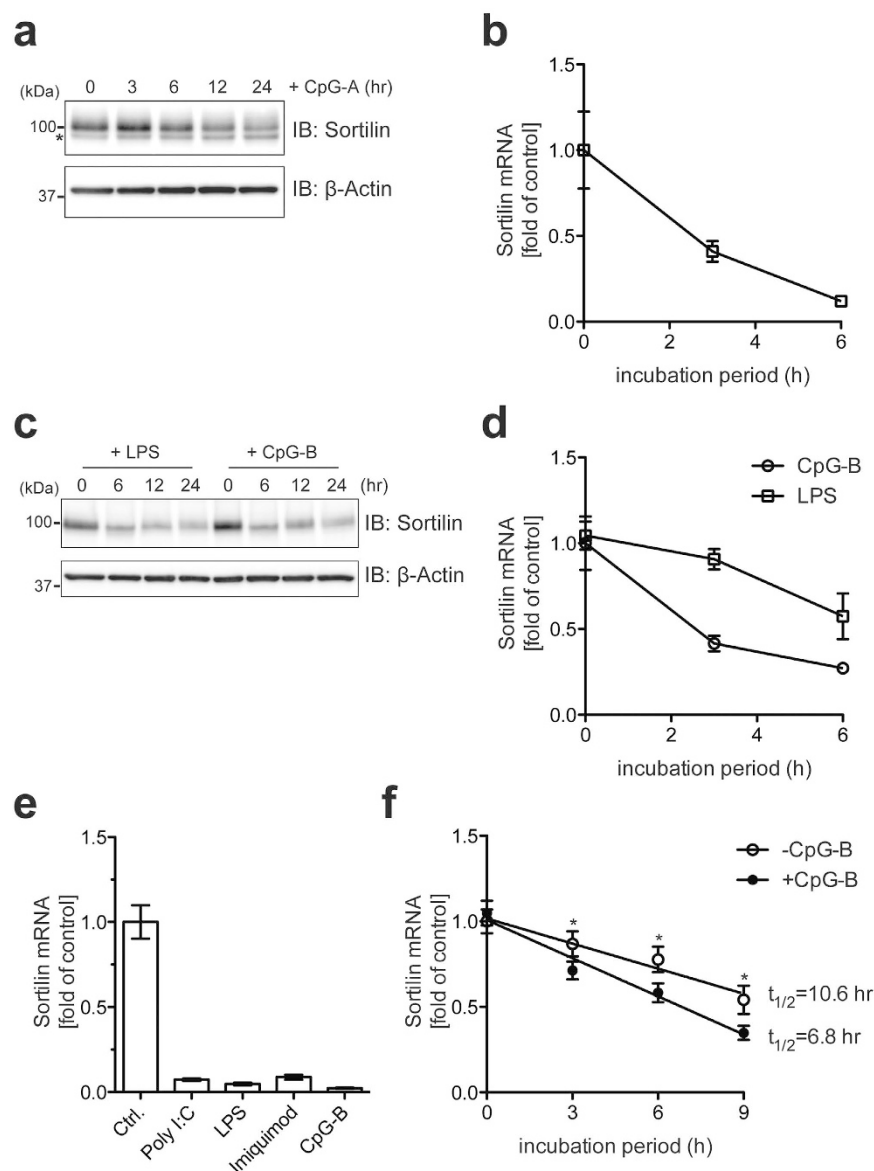 a
(kDa) 0 3 6 12 24 + CpG-A (hr)
100
*
IB: Sortilin
37
IB: β-Actin
b
Sortilin mRNA
[fold of control]
1.5
1.0
0.5
0.0
0 2 4 6
incubation period (h)
c
+ LPS + CpG-B
(kDa) 0 6 12 24 0 6 12 24 (hr)
100
IB: Sortilin
37
IB: β-Actin
d
Sortilin mRNA
[fold of control]
1.5
1.0
0.5
0.0
CpG-B
LPS
0 2 4 6
incubation period (h)
e
Sortilin mRNA
[fold of control]
1.5
1.0
0.5
0.0
Ctrl. Poly I:C LPS Imiquimod CpG-B
f
Sortilin mRNA
[fold of control]
1.5
1.0
0.5
0.0
-CpG-B
+CpG-B
* * *
t1/2=10.6 hr
t1/2=6.8 hr
0 3 6 9
incubation period (h)